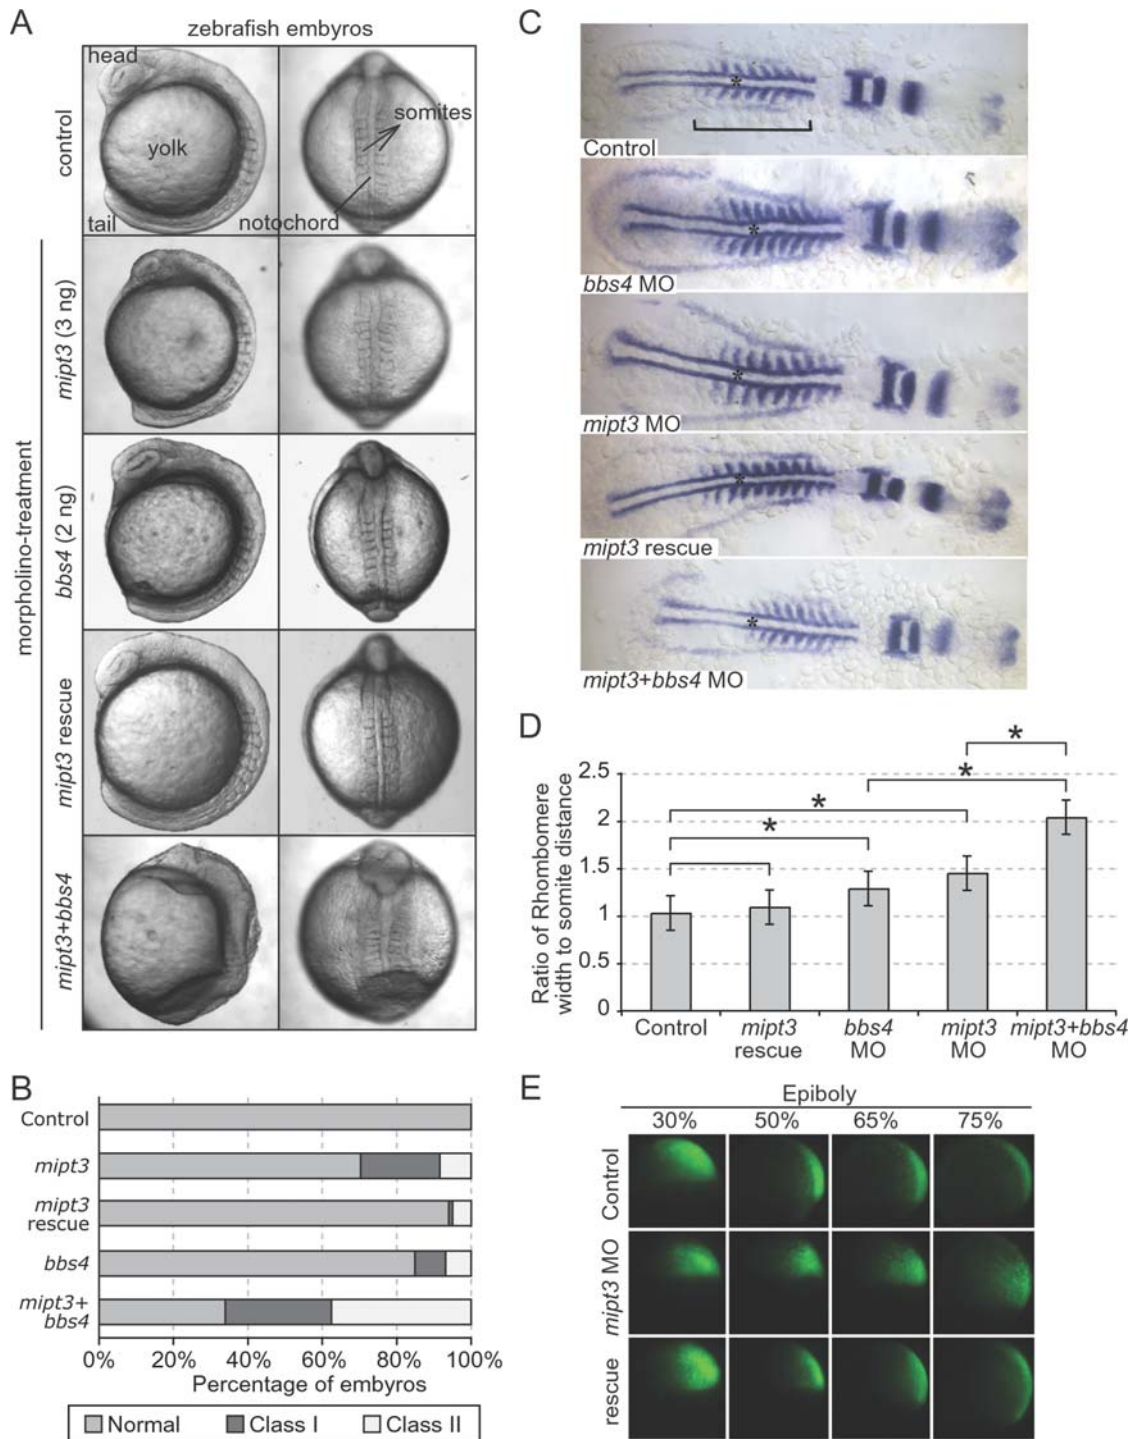 A
zebrafish embyros
head
yolk
tail
somites
notochord
control
mipt3 (3 ng)
bbs4 (2 ng)
mipt3 rescue
mipt3+bbs4
morpholino-treatment
B
Control
mipt3
mipt3
rescue
bbs4
mipt3+
bbs4
0% 20% 40% 60% 80% 100%
Percentage of embyros
Normal Class I Class II
C
*
Control
*
bbs4 MO
*
mipt3 MO
*
mipt3 rescue
*
mipt3+bbs4 MO
D
Ratio of Rhombomere
width to somite distance
2.5
2
1.5
1
0.5
0
*
*
*
*
Control
mipt3
rescue
bbs4
MO
mipt3
MO
mipt3+bbs4
MO
E
Epiboly
30% 50% 65% 75%
Control
mipt3 MO
rescue